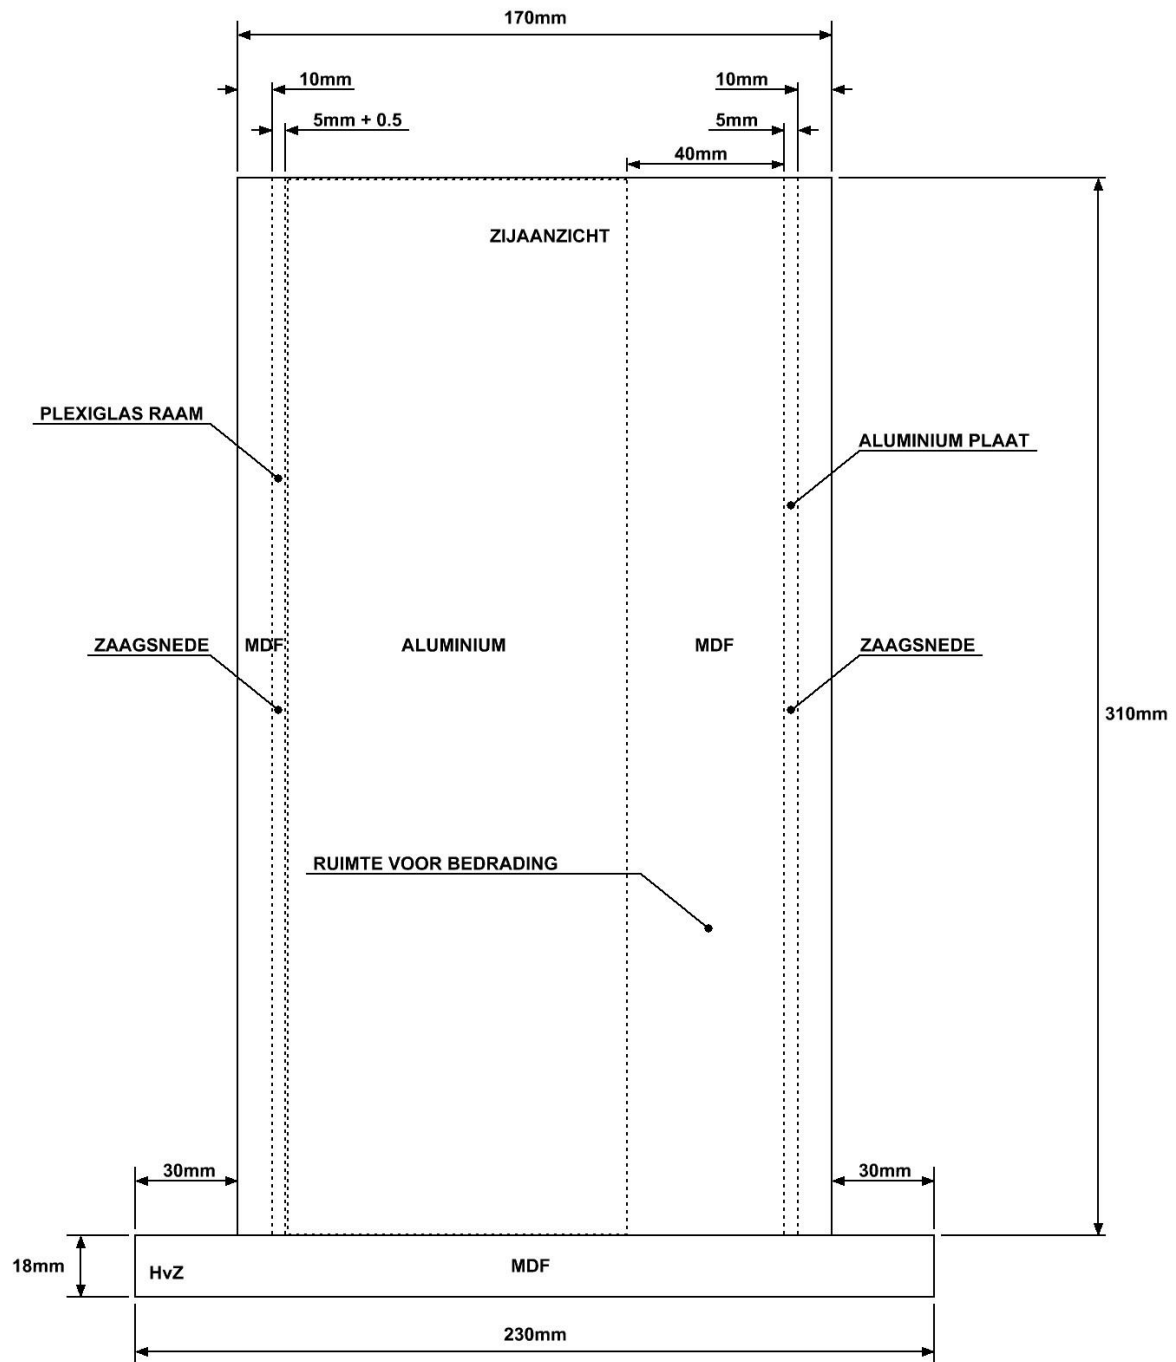 170mm
10mm
10mm
5mm + 0.5
5mm
40mm
ZIJAANZICHT
PLEXIGLAS RAAM
ALUMINIUM PLAAT
ZAAGSNEDE
MDF
ALUMINIUM
MDF
ZAAGSNEDE
310mm
RUIMTE VOOR BEDRADING
30mm
30mm
18mm
HvZ
MDF
230mm